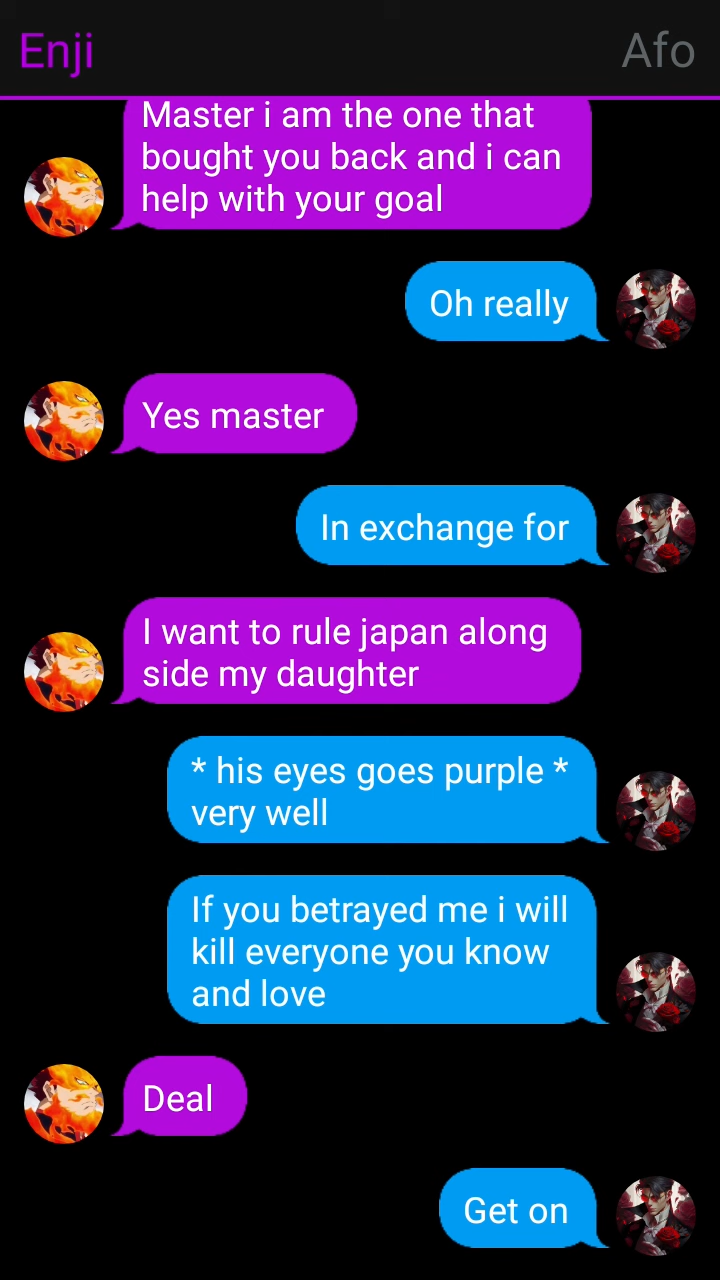 Enji
Afo
Master i am the one that
bought you back and i can
help with your goal
Oh really
Yes master
In exchange for
I want to rule japan along
side my daughter
* his eyes goes purple *
very well
If you betrayed me i will
kill everyone you know
and love
Deal
Get on